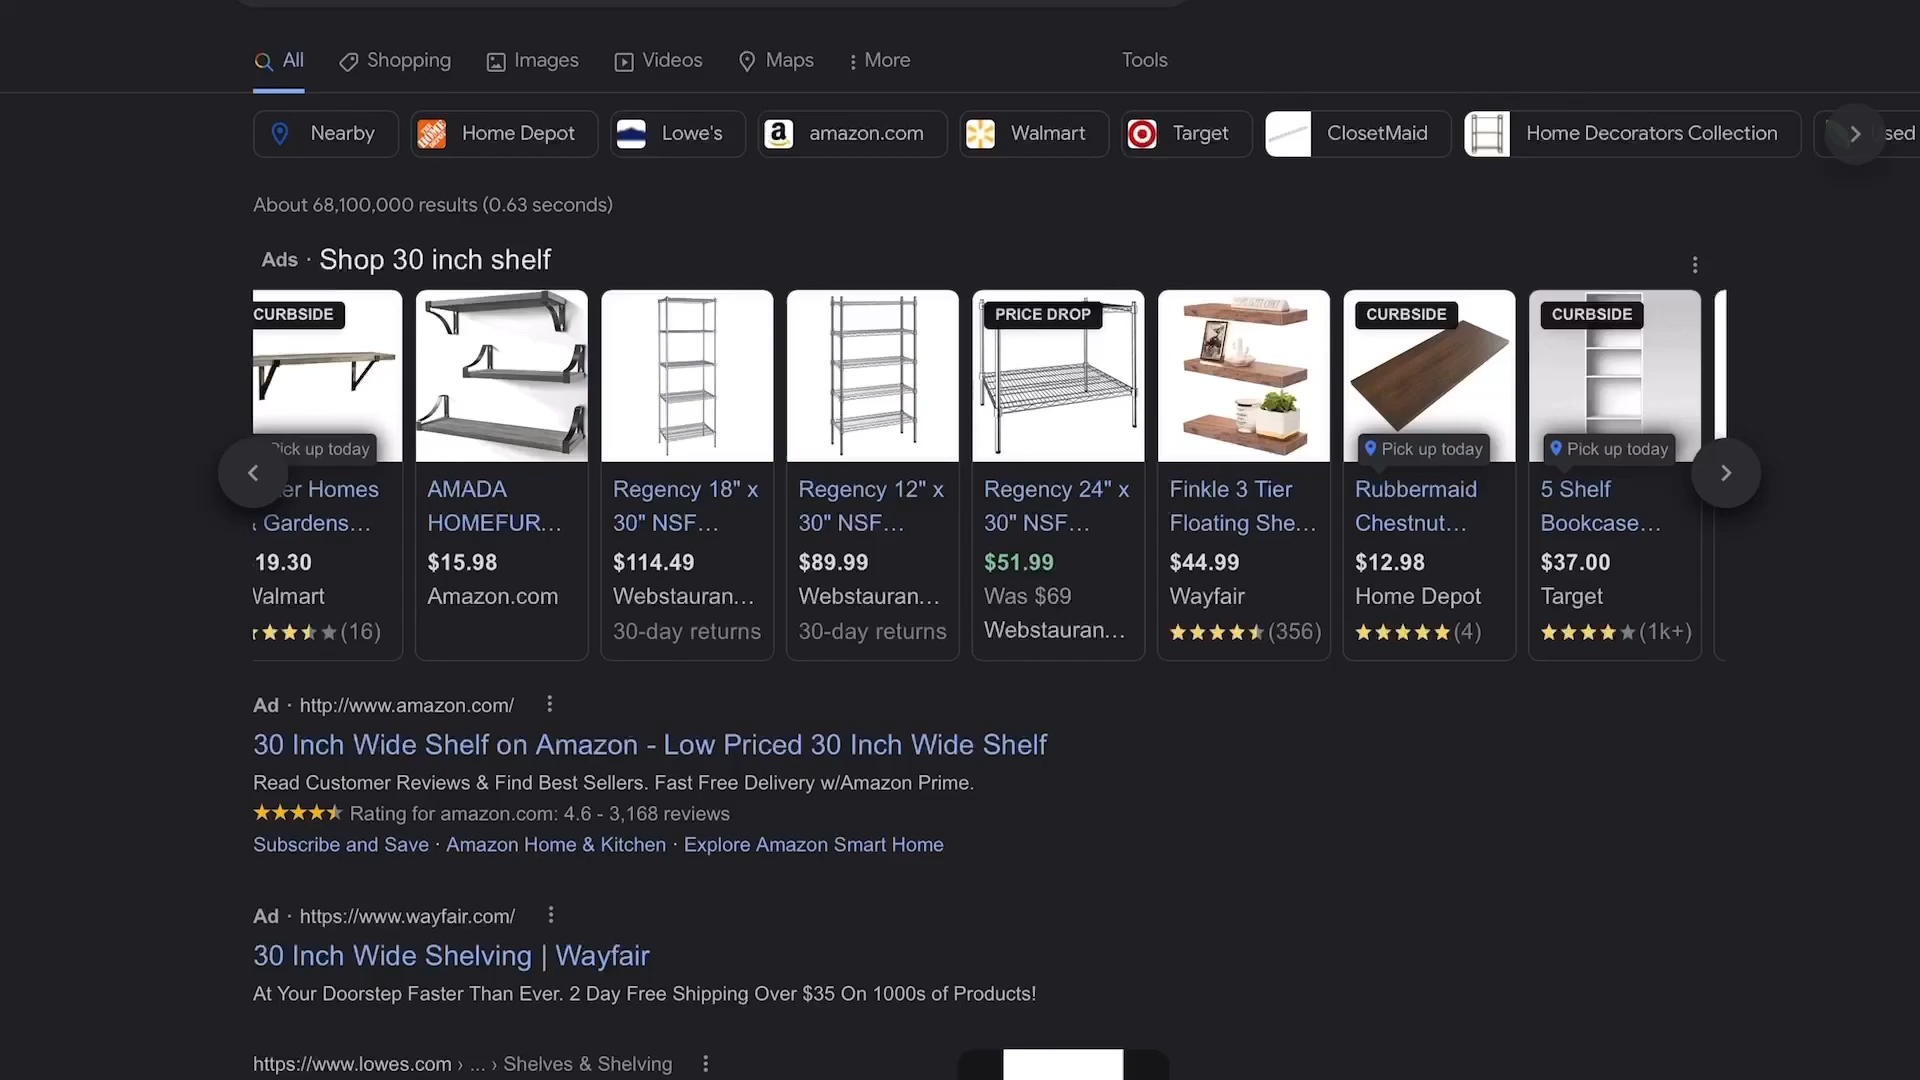 All
Shopping
Images
Videos
Maps
More
Tools
Nearby
Home Depot
Lowe's
amazon.com
Walmart
Target
ClosetMaid
Home Decorators Collection
sed
About 68,100,000 results (0.63 seconds)
Ads · Shop 30 inch shelf
CURBSIDE
Pick up today
er Homes
Gardens...
19.30
Walmart
(16)
AMADA
HOMEFUR...
$15.98
Amazon.com
Regency 18" x
30" NSF...
$114.49
Webstauran...
30-day returns
Regency 12" x
30" NSF...
$89.99
Webstauran...
30-day returns
PRICE DROP
Regency 24" x
30" NSF...
$51.99
Was $69
Webstauran...
Finkle 3 Tier
Floating She...
$44.99
Wayfair
(356)
CURBSIDE
Pick up today
Rubbermaid
Chestnut...
$12.98
Home Depot
(4)
CURBSIDE
Pick up today
5 Shelf
Bookcase...
$37.00
Target
(1k+)
Ad · http://www.amazon.com/
30 Inch Wide Shelf on Amazon - Low Priced 30 Inch Wide Shelf
Read Customer Reviews & Find Best Sellers. Fast Free Delivery w/Amazon Prime.
Rating for amazon.com: 4.6 - 3,168 reviews
Subscribe and Save · Amazon Home & Kitchen · Explore Amazon Smart Home
Ad · https://www.wayfair.com/
30 Inch Wide Shelving | Wayfair
At Your Doorstep Faster Than Ever. 2 Day Free Shipping Over $35 On 1000s of Products!
https://www.lowes.com › ... › Shelves & Shelving